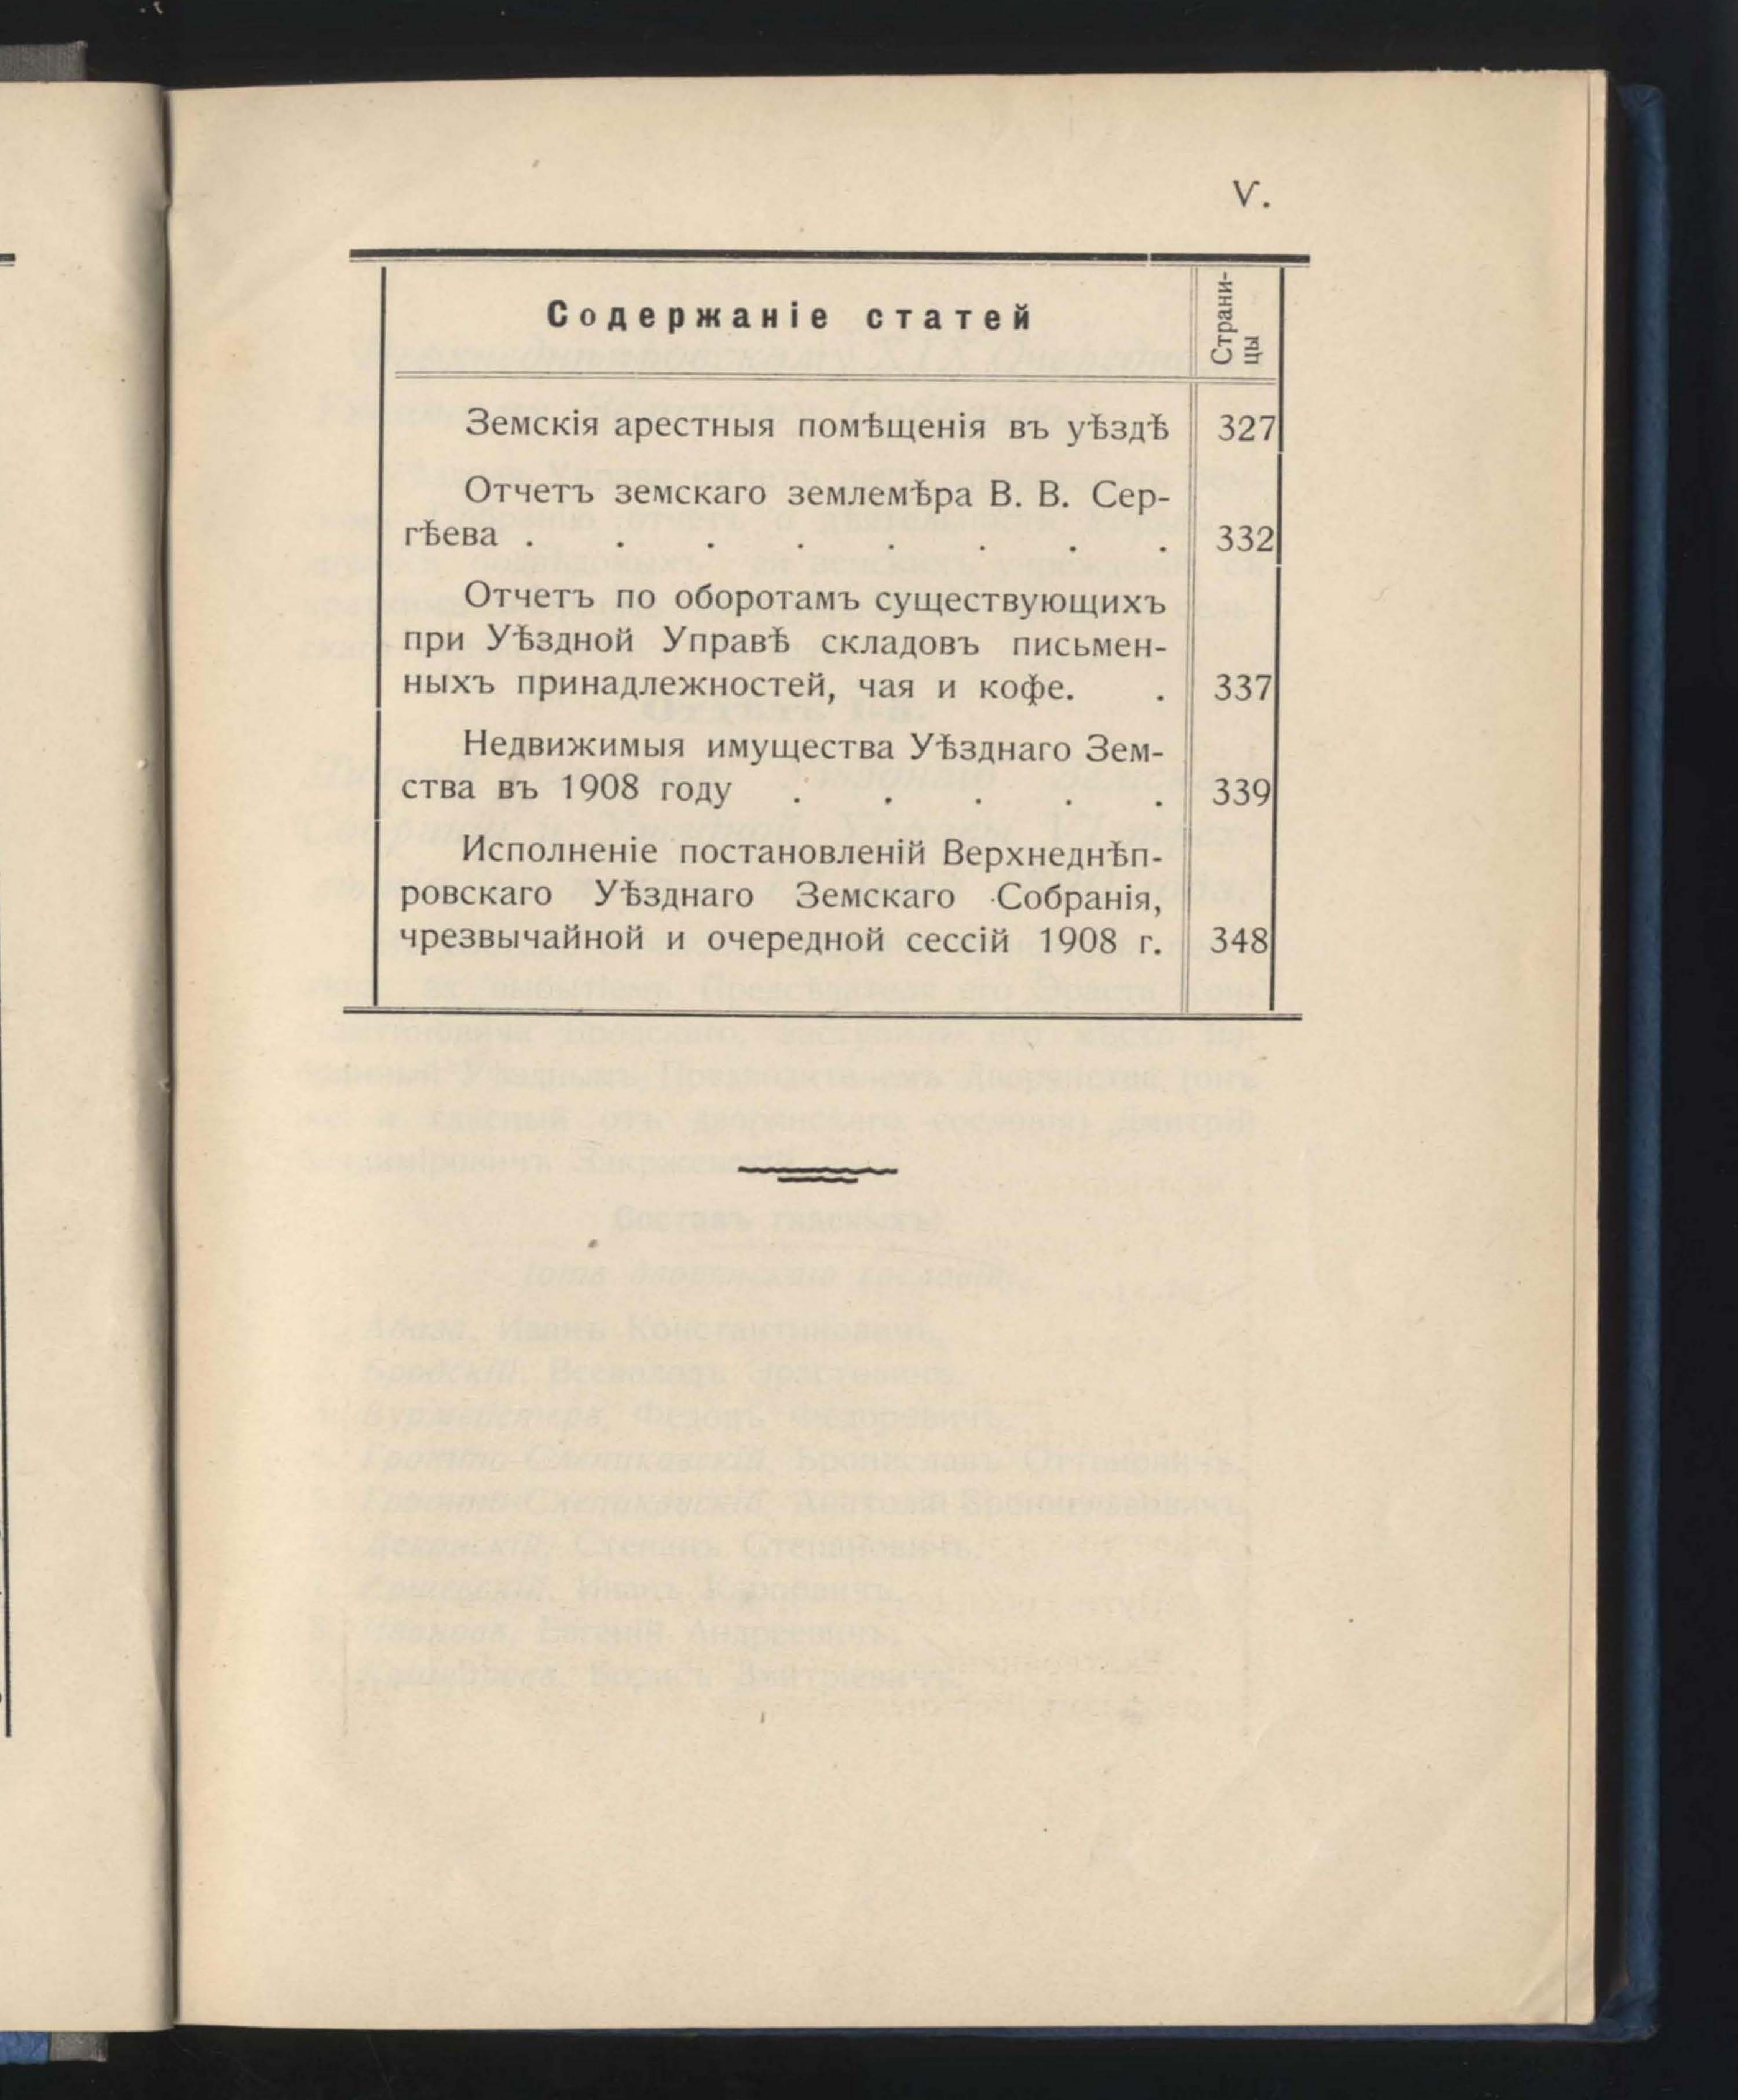 V.
Содержаніе статей
Страни-
цы
Земскія арестныя помѣщенія въ уѣздѣ 327
Отчетъ земскаго землемѣра В. В. Сер-
гѣева . . . . . . . . 332
Отчетъ по оборотамъ существующихъ
при Уѣздной Управѣ складовъ письмен-
ныхъ принадлежностей, чая и кофе. . 337
Недвижимыя имущества Уѣзднаго Зем-
ства въ 1908 году . . . . . 339
Исполненіе постановленій Верхнеднѣп-
ровскаго Уѣзднаго Земскаго Собранія,
чрезвычайной и очередной сессій 1908 г. 348